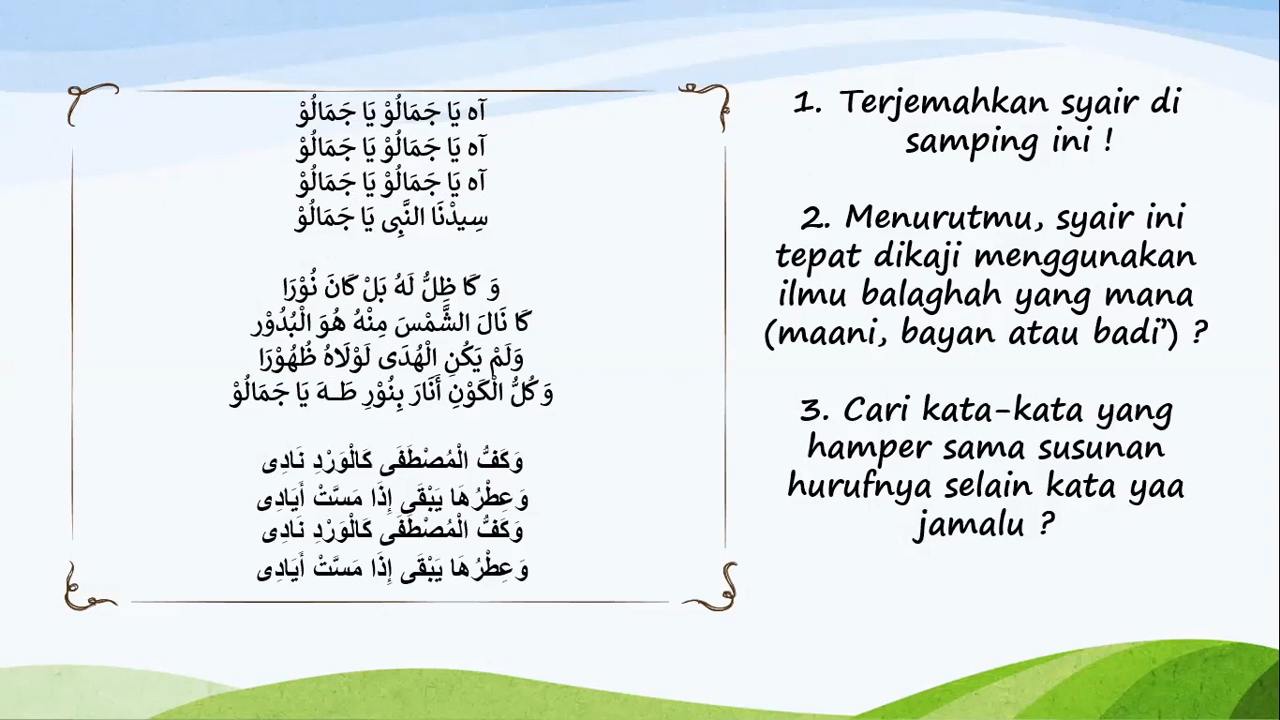 آه يَا جَمَالُوْ يَا جَمَالُوْ
آه يَا جَمَالُوْ يَا جَمَالُوْ
آه يَا جَمَالُوْ يَا جَمَالُوْ
سِيدْنَا النَّبِى يَا جَمَالُوْ
وَ كَا ظِلُّ لَهُ بَلْ كَانَ نُوْرَا
كَا نَالَ الشَّمْسَ مِنْهُ هُوَ الْبُدُوْر
وَلَمْ يَكُنِ الْهُدَى لَوْلَاهُ ظُهُوْرَا
وَكُلُّ الْكَوْنِ أَنَارَ بِنُوْرِ طَـهَ يَا جَمَالُوْ
وَكَفُّ الْمُصْطَفَى كَالْوَرْدِ نَادِى
وَعِطْرُهَا يَبْقَى إِذَا مَسَّتْ أَيَادِى
وَكَفُّ الْمُصْطَفَى كَالْوَرْدِ نَادِى
وَعِطْرُهَا يَبْقَى إِذَا مَسَّتْ أَيَادِى
1. Terjemahkan syair di
samping ini !
2. Menurutmu, syair ini
tepat dikaji menggunakan
ilmu balaghah yang mana
(maani, bayan atau badi”) ?
3. Cari kata-kata yang
hamper sama susunan
hurufnya selain kata yaa
jamalu ?